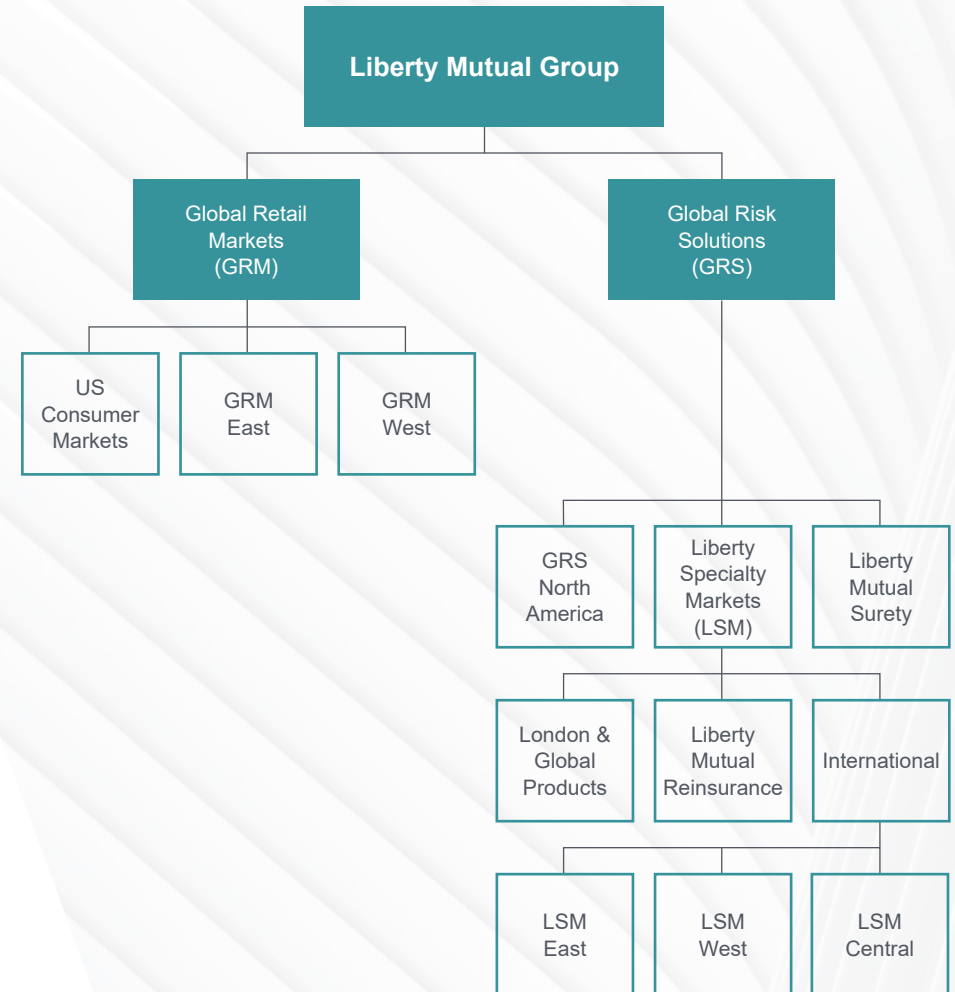 Liberty Mutual Group
Global Retail
Markets
(GRM)
Global Risk
Solutions
(GRS)
US
Consumer
Markets
GRM
East
GRM
West
GRS
North
America
Liberty
Specialty
Markets
(LSM)
Liberty
Mutual
Surety
London &
Global
Products
Liberty
Mutual
Reinsurance
International
LSM
East
LSM
West
LSM
Central